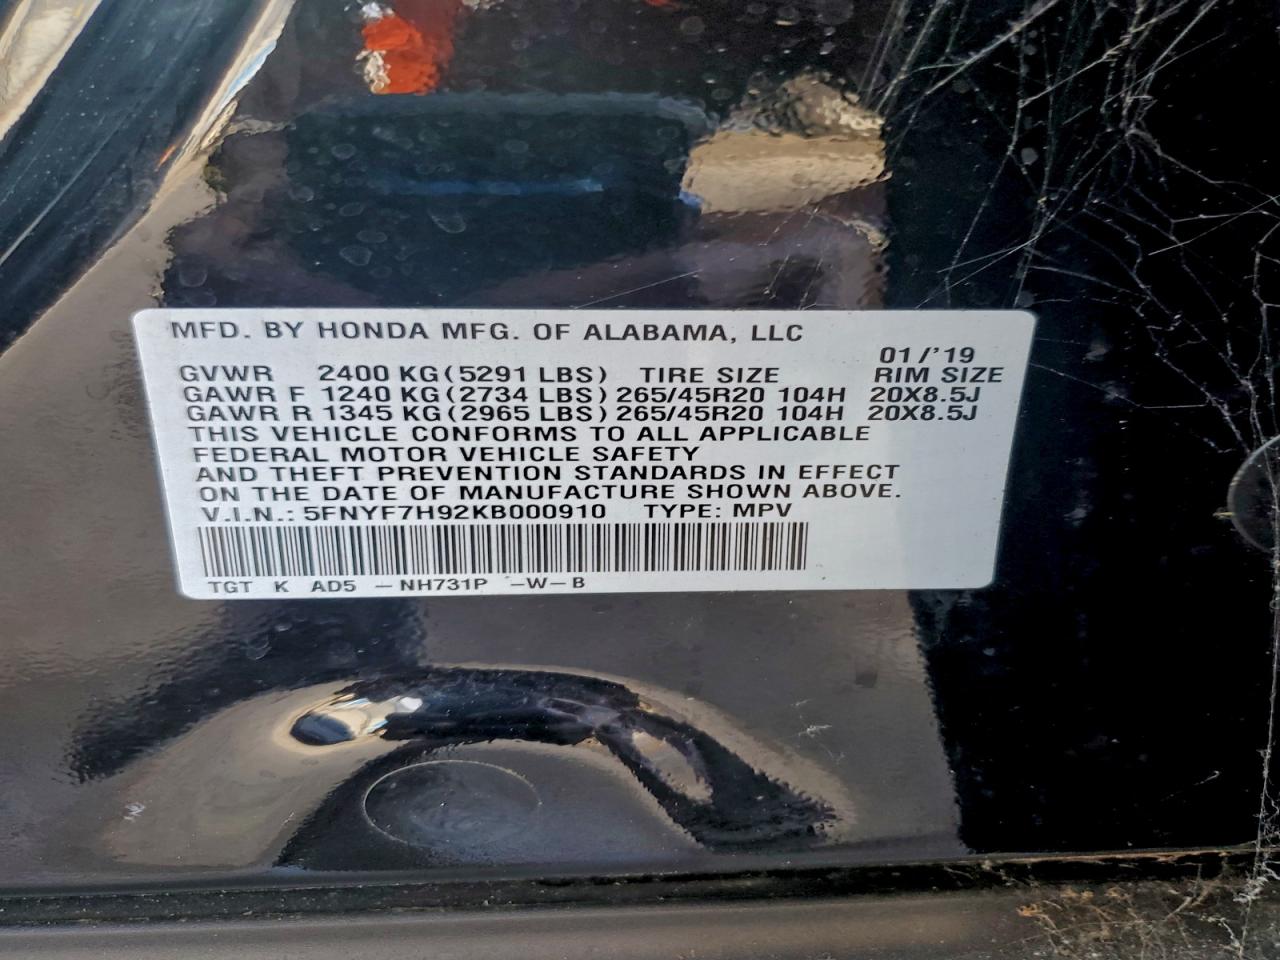 MFD. BY HONDA MFG. OF ALABAMA, LLC
01/'19
GVWR 2400 KG(5291 LBS) TIRE SIZE RIM SIZE
GAWR F 1240 KG(2734 LBS) 265/45R20 104H 20X8.5J
GAWR R 1345 KG(2965 LBS) 265/45R20 104H 20X8.5J
THIS VEHICLE CONFORMS TO ALL APPLICABLE
FEDERAL MOTOR VEHICLE SAFETY
AND THEFT PREVENTION STANDARDS IN EFFECT
ON THE DATE OF MANUFACTURE SHOWN ABOVE.
V.I.N.: 5FNYF7H92KB000910 TYPE: MPV
TGT K AD5 -NH731P -W-B